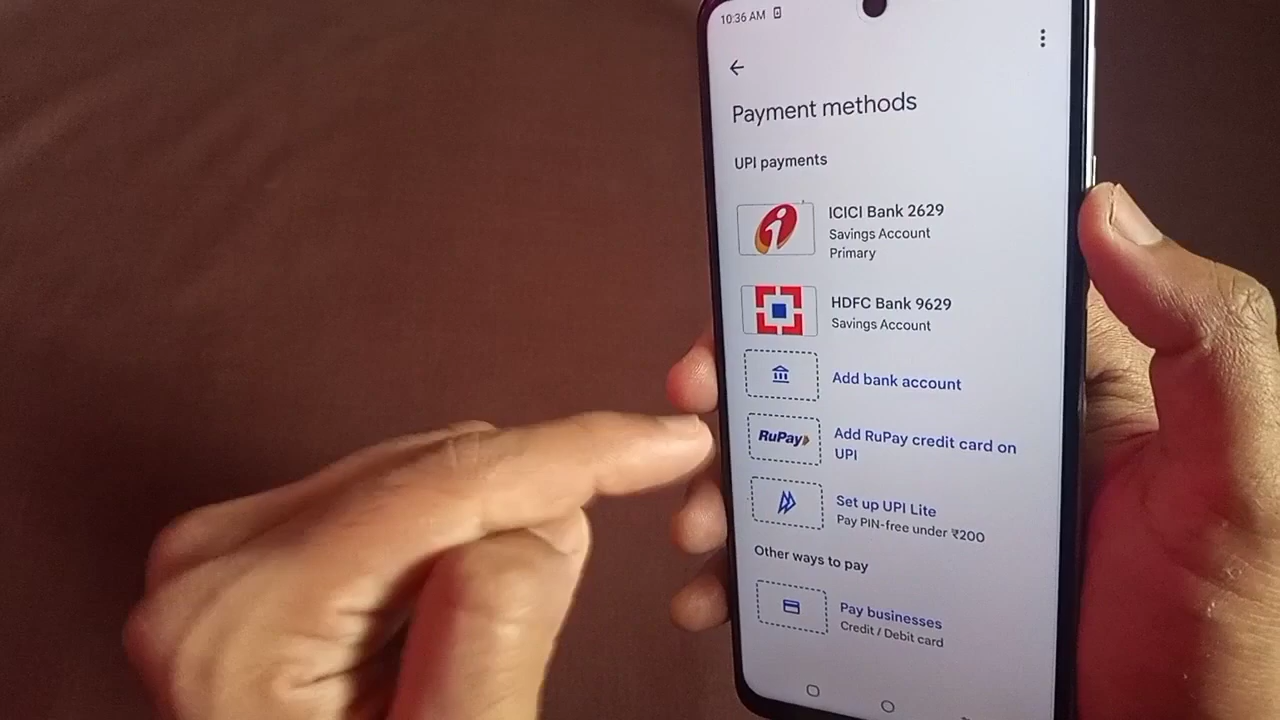 10:36 AM
Payment methods
UPI payments
ICICI Bank 2629
Savings Account
Primary
HDFC Bank 9629
Savings Account
Add bank account
RuPay
Add RuPay credit card on
UPI
Set up UPI Lite
Pay PIN-free under ₹200
Other ways to pay
Pay businesses
Credit / Debit card